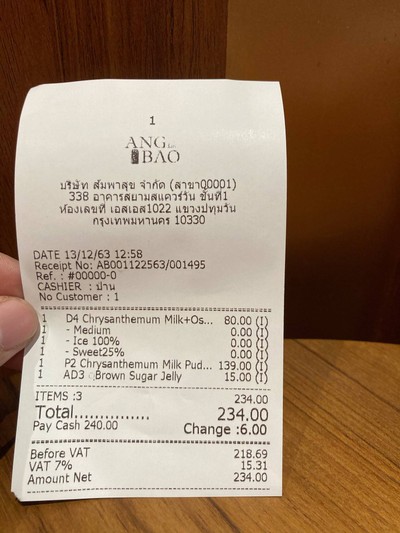 1
ANG
BAO
บริษัท สัมพาสุข จำกัด (สาขา00001)
338 อาคารสยามสแควร์วัน ชั้นที่1
ห้องเลขที่ เอสเอส1022 แขวงปทุมวัน
กรุงเทพมหานคร 10330
DATE 13/12/63 12:58
Receipt No: AB001122563/001495
Ref. : #00000-0
CASHIER : ป่าน
No Customer : 1
1 D4 Chrysanthemum Milk+Os... 80.00 (I)
1 - Medium 0.00 (I)
1 - Ice 100% 0.00 (I)
1 - Sweet25% 0.00 (I)
1 P2 Chrysanthemum Milk Pud... 139.00 (I)
1 AD3 Brown Sugar Jelly 15.00 (I)
ITEMS :3 234.00
Total............... 234.00
Pay Cash 240.00 Change :6.00
Before VAT 218.69
VAT 7% 15.31
Amount Net 234.00